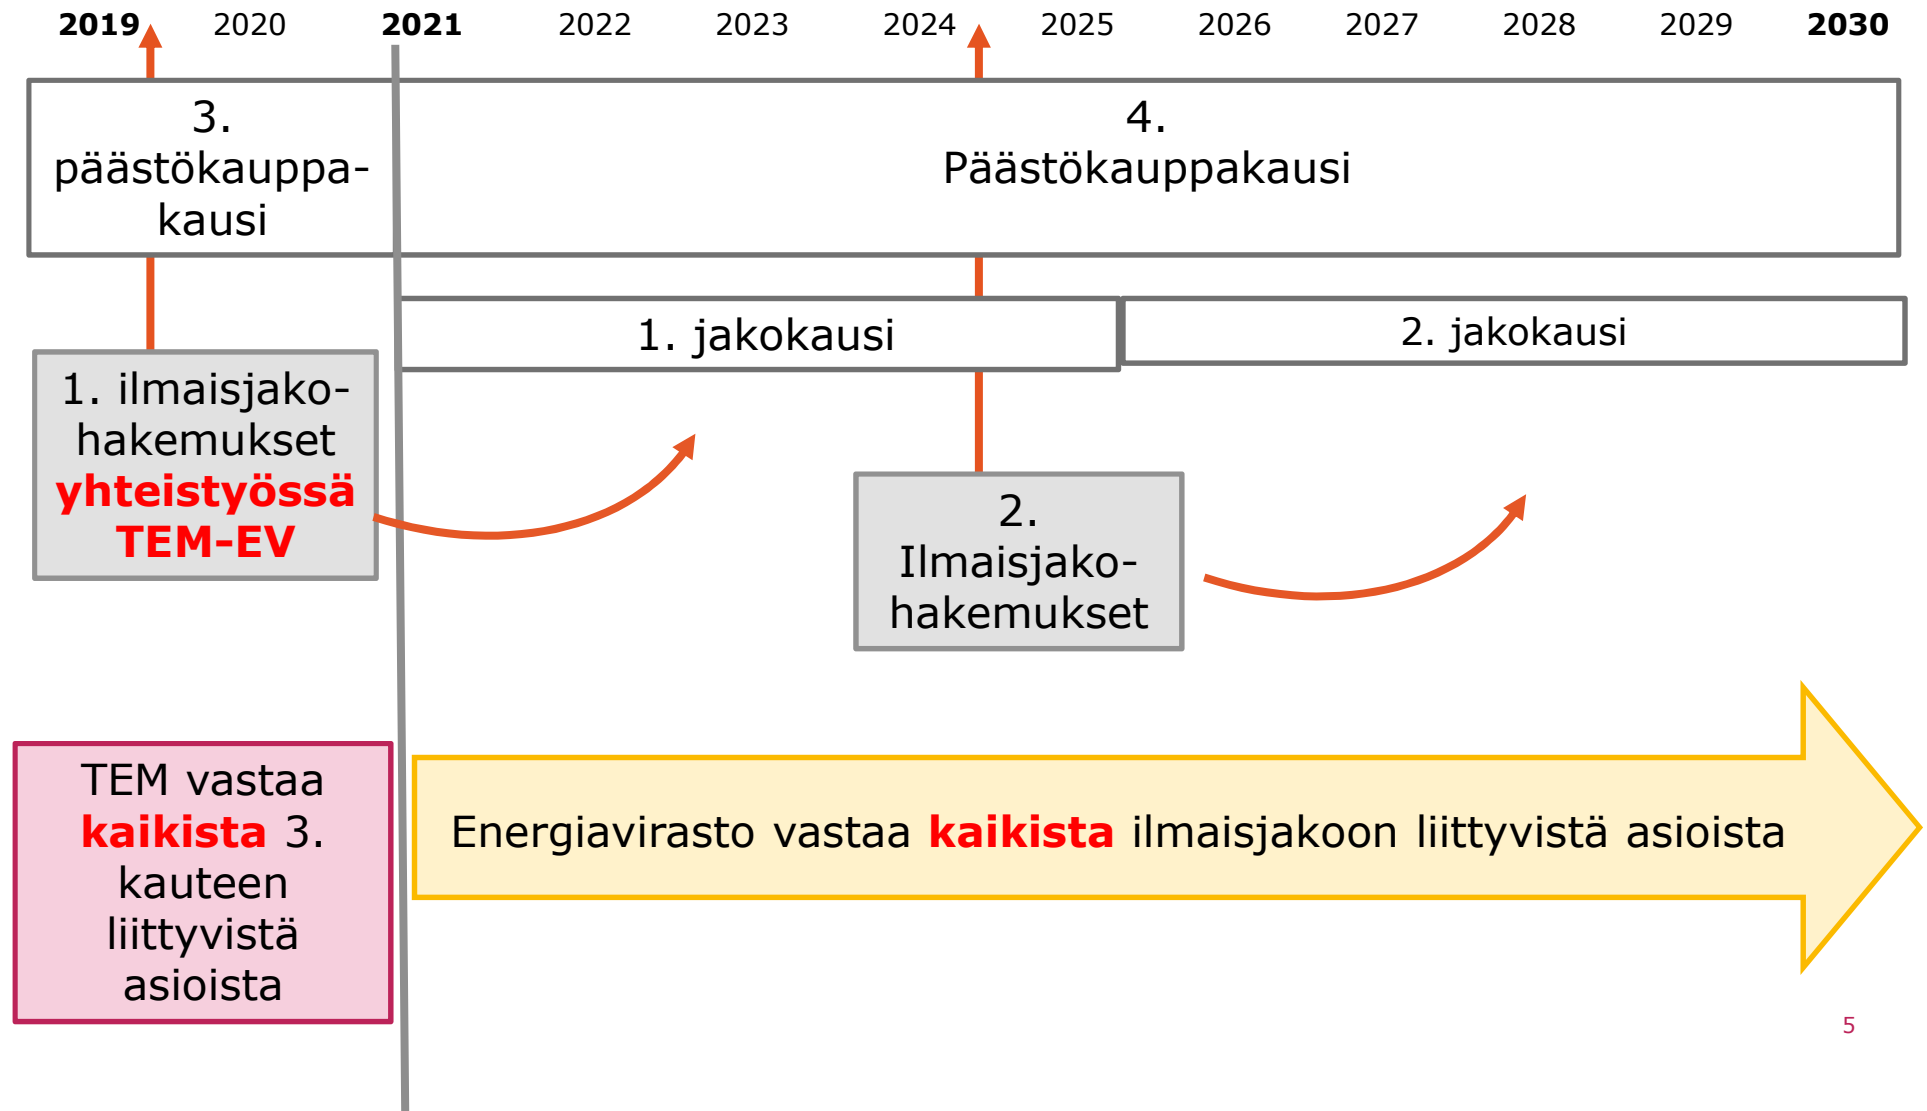 2019 2020 2021 2022 2023 2024 2025 2026 2027 2028 2029 2030
3.
päästökauppa-
kausi
4.
Päästökauppakausi
1. jakokausi
2. jakokausi
1. ilmaisjako-
hakemukset
yhteistyössä
TEM-EV
2.
Ilmaisjako-
hakemukset
TEM vastaa
kaikista 3.
kauteen
liittyvistä
asioista
Energiavirasto vastaa kaikista ilmaisjakoon liittyvistä asioista
5